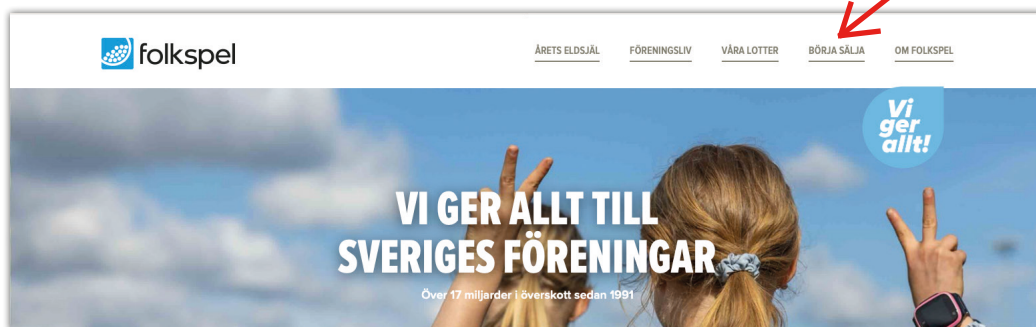 folkspel
ÅRETS ELDSJÄL
FÖRENINGSLIV
VÅRA LOTTER
BÖRJA SÄLJA
OM FOLKSPEL
Vi
ger
allt!
VI GER ALLT TILL
SVERIGES FÖRENINGAR
Över 17 miljarder i överskott sedan 1991